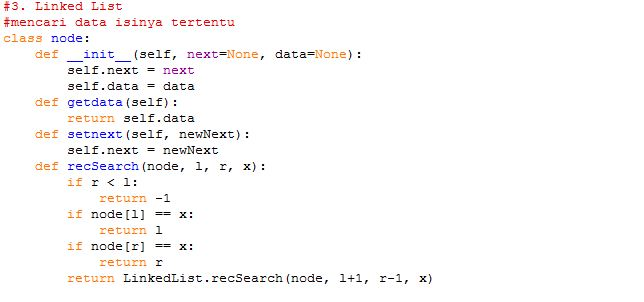 #3. Linked List
#mencari data isinya tertentu
class node:
    def __init__(self, next=None, data=None):
        self.next = next
        self.data = data
    def getdata(self):
        return self.data
    def setnext(self, newNext):
        self.next = newNext
    def recSearch(node, l, r, x):
        if r < l:
            return -1
        if node[l] == x:
            return l
        if node[r] == x:
            return r
        return LinkedList.recSearch(node, l+1, r-1, x)